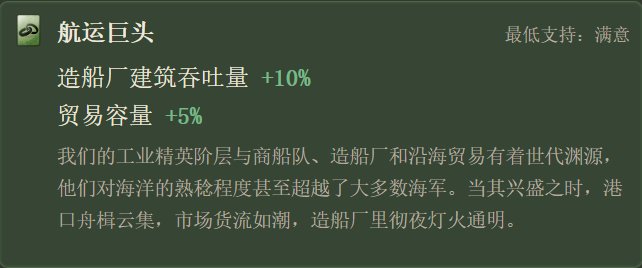 航运巨头
最低支持：满意
造船厂建筑吞吐量 +10%
贸易容量 +5%
我们的工业精英阶层与商船队、造船厂和沿海贸易有着世代渊源，
他们对海洋的熟稔程度甚至超越了大多数海军。当其兴盛之时，港
口舟楫云集，市场货流如潮，造船厂里彻夜灯火通明。